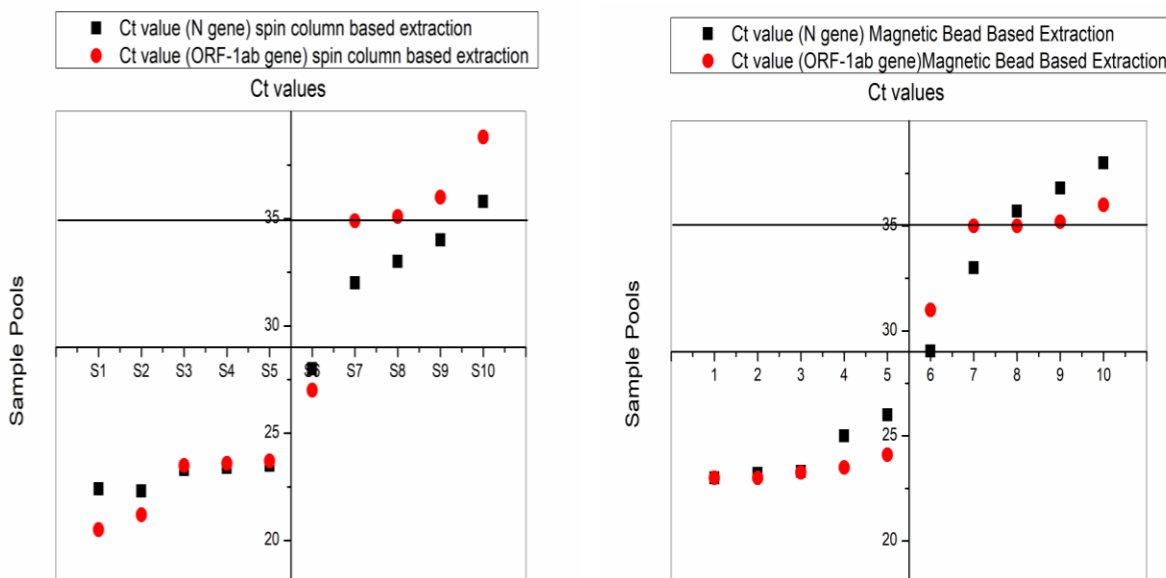 Ct value (N gene) spin column based extraction
Ct value (ORF-1ab gene) spin column based extraction
Ct values
35
30
S1 S2 S3 S4 S5 S6 S7 S8 S9 S10
25
20
Sample Pools
Ct value (N gene) Magnetic Bead Based Extraction
Ct value (ORF-1ab gene)Magnetic Bead Based Extraction
Ct values
35
30
1 2 3 4 5 6 7 8 9 10
25
20
Sample Pools